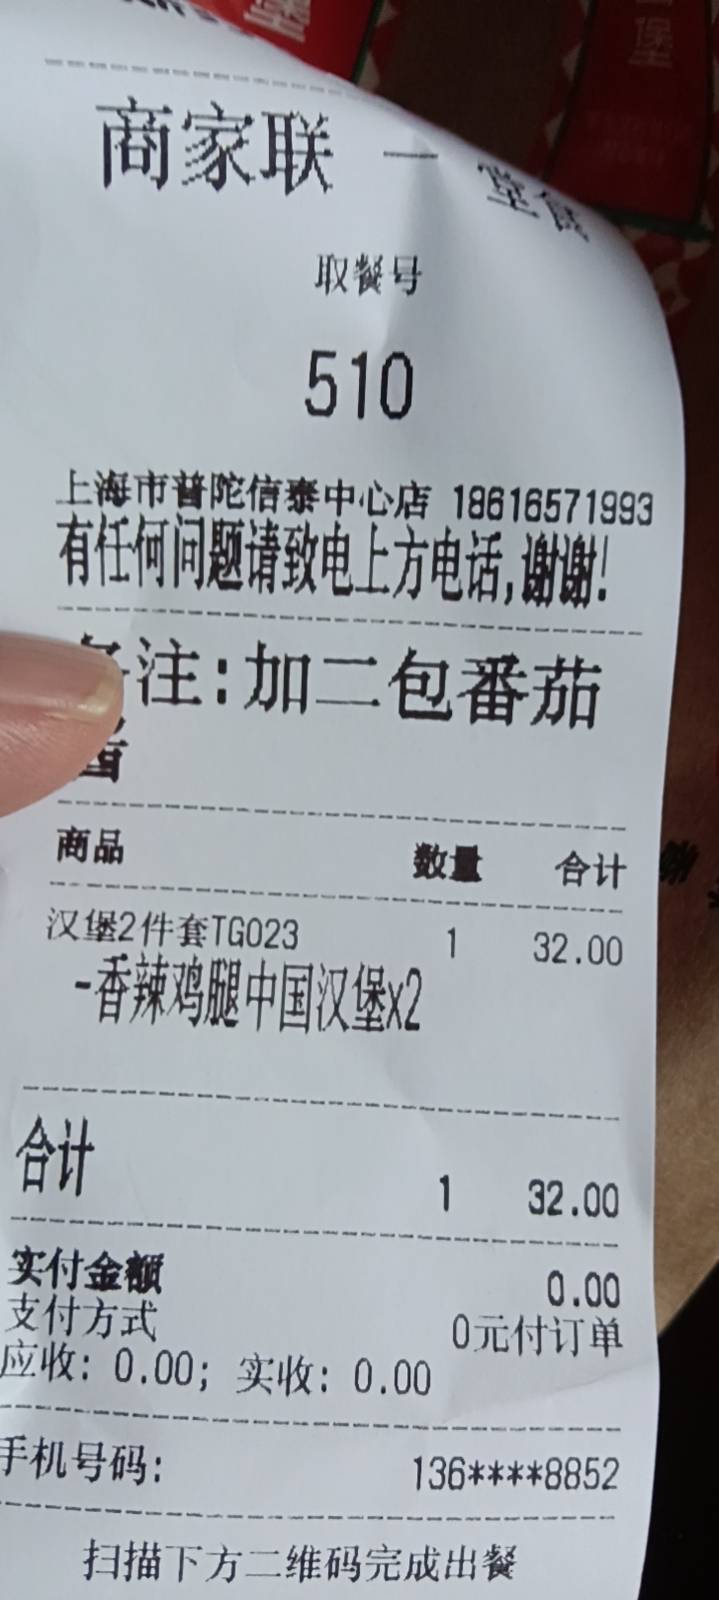 堡
堡
商家联 一 堂食
取餐号
510
上海市普陀信泰中心店 18616571993
有任何问题请致电上方电话,谢谢!
备注:加二包番茄
酱
商品 数量 合计
汉堡2件套TG023 1 32.00
-香辣鸡腿中国汉堡x2
合计 1 32.00
实付金额 0.00
支付方式 0元付订单
应收: 0.00; 实收: 0.00
手机号码: 136****8852
扫描下方二维码完成出餐